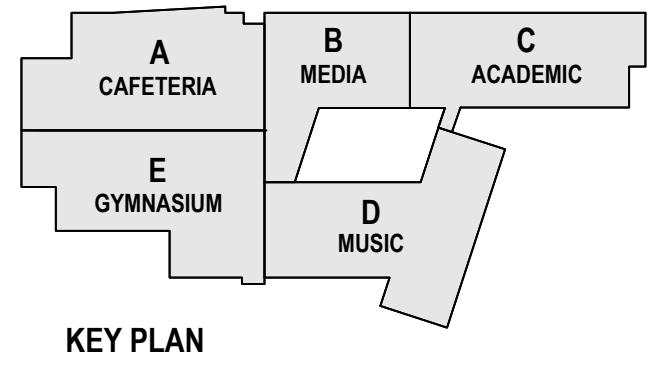 A
CAFETERIA
B
MEDIA
C
ACADEMIC
E
GYMNASIUM
D
MUSIC
KEY PLAN